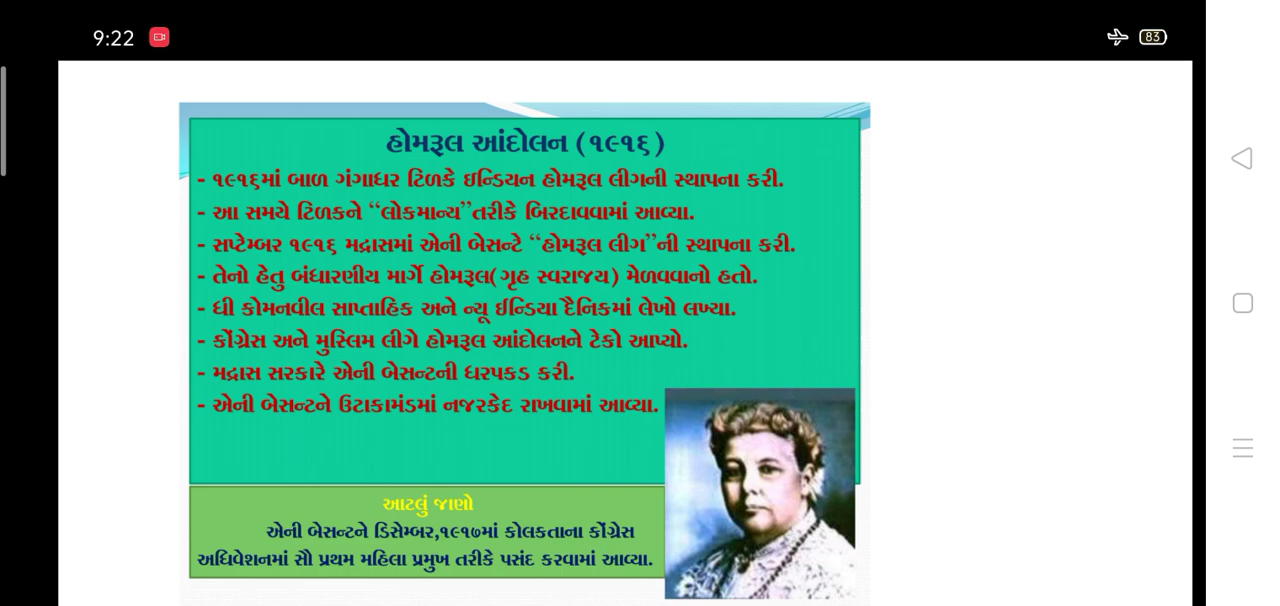 9:22
83
હોમરૂલ આંદોલન (૧૯૧૬)
- ૧૯૧૬માં બાળ ગંગાધર ટિળકે ઇન્ડિયન હોમરૂલ લીગની સ્થાપના કરી.
- આ સમયે ટિળકને “લોકમાન્ય”તરીકે બિરદાવવામાં આવ્યા.
- સપ્ટેમ્બર ૧૯૧૬ મદ્રાસમાં એની બેસન્ટે “હોમરૂલ લીગ”ની સ્થાપના કરી.
- તેનો હેતુ બંધારણીય માર્ગે હોમરૂલ(ગૃહ સ્વરાજય) મેળવવાનો હતો.
- ધી કોમનવીલ સાપ્તાહિક અને ન્યૂ ઈન્ડિયા દૈનિકમાં લેખો લખ્યા.
- કોંગ્રેસ અને મુસ્લિમ લીગે હોમરૂલ આંદોલનને ટેકો આપ્યો.
- મદ્રાસ સરકારે એની બેસન્ટની ધરપકડ કરી.
- એની બેસન્ટને ઉટાકામંડમાં નજરકેદ રાખવામાં આવ્યા.
આટલું જાણો
એની બેસન્ટને ડિસેમ્બર,૧૯૧૭માં કોલકતાના કોંગ્રેસ
અધિવેશનમાં સૌ પ્રથમ મહિલા પ્રમુખ તરીકે પસંદ કરવામાં આવ્યા.